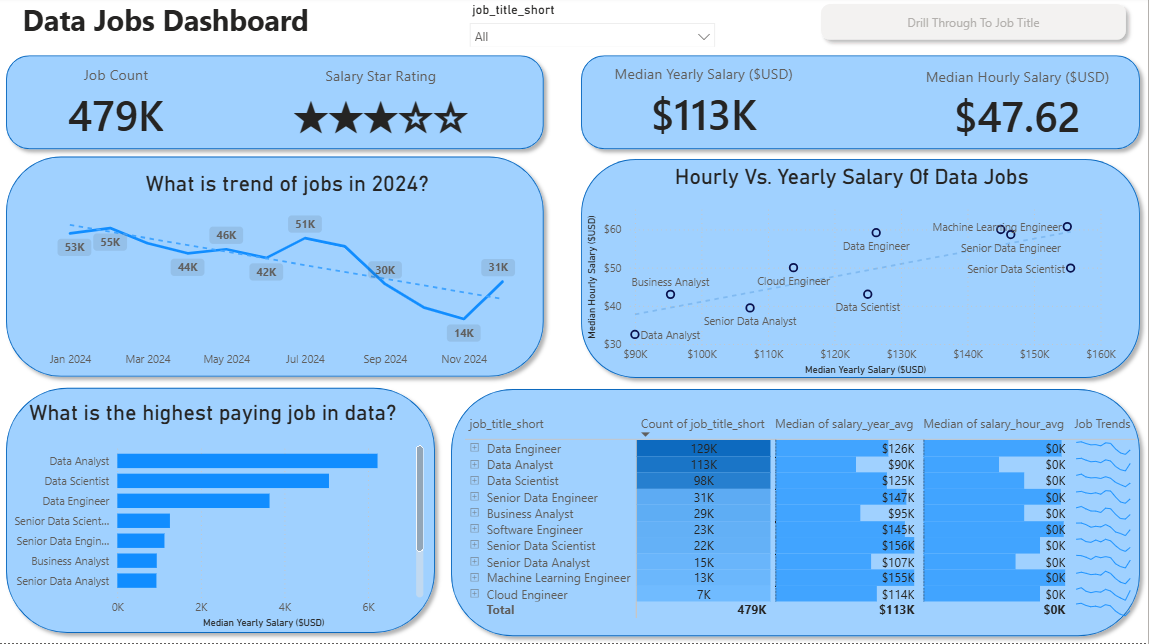 Data Jobs Dashboard
job_title_short
All
Drill Through To Job Title
Job Count
479K
Salary Star Rating
★★★☆☆
Median Yearly Salary ($USD)
$113K
Median Hourly Salary ($USD)
$47.62
What is trend of jobs in 2024?
53K
55K
44K
46K
42K
51K
30K
14K
31K
Jan 2024 Mar 2024 May 2024 Jul 2024 Sep 2024 Nov 2024
Hourly Vs. Yearly Salary Of Data Jobs
Median Hourly Salary ($USD)
$60
$50
$40
$30
Machine Learning Engineer
Data Engineer
Senior Data Engineer
Senior Data Scientist
Business Analyst
Cloud Engineer
Data Scientist
Senior Data Analyst
Data Analyst
$90K $100K $110K $120K $130K $140K $150K $160K
Median Yearly Salary ($USD)
What is the highest paying job in data?
Data Analyst
Data Scientist
Data Engineer
Senior Data Scient...
Senior Data Engin...
Business Analyst
Senior Data Analyst
0K 2K 4K 6K
Median Yearly Salary ($USD)
job_title_short Count of job_title_short Median of salary_year_avg Median of salary_hour_avg Job Trends
Data Engineer 129K $126K $0K
Data Analyst 113K $90K $0K
Data Scientist 98K $125K $0K
Senior Data Engineer 31K $147K $0K
Business Analyst 29K $95K $0K
Software Engineer 23K $145K $0K
Senior Data Scientist 22K $156K $0K
Senior Data Analyst 15K $107K $0K
Machine Learning Engineer 13K $155K $0K
Cloud Engineer 7K $114K $0K
Total 479K $113K $0K